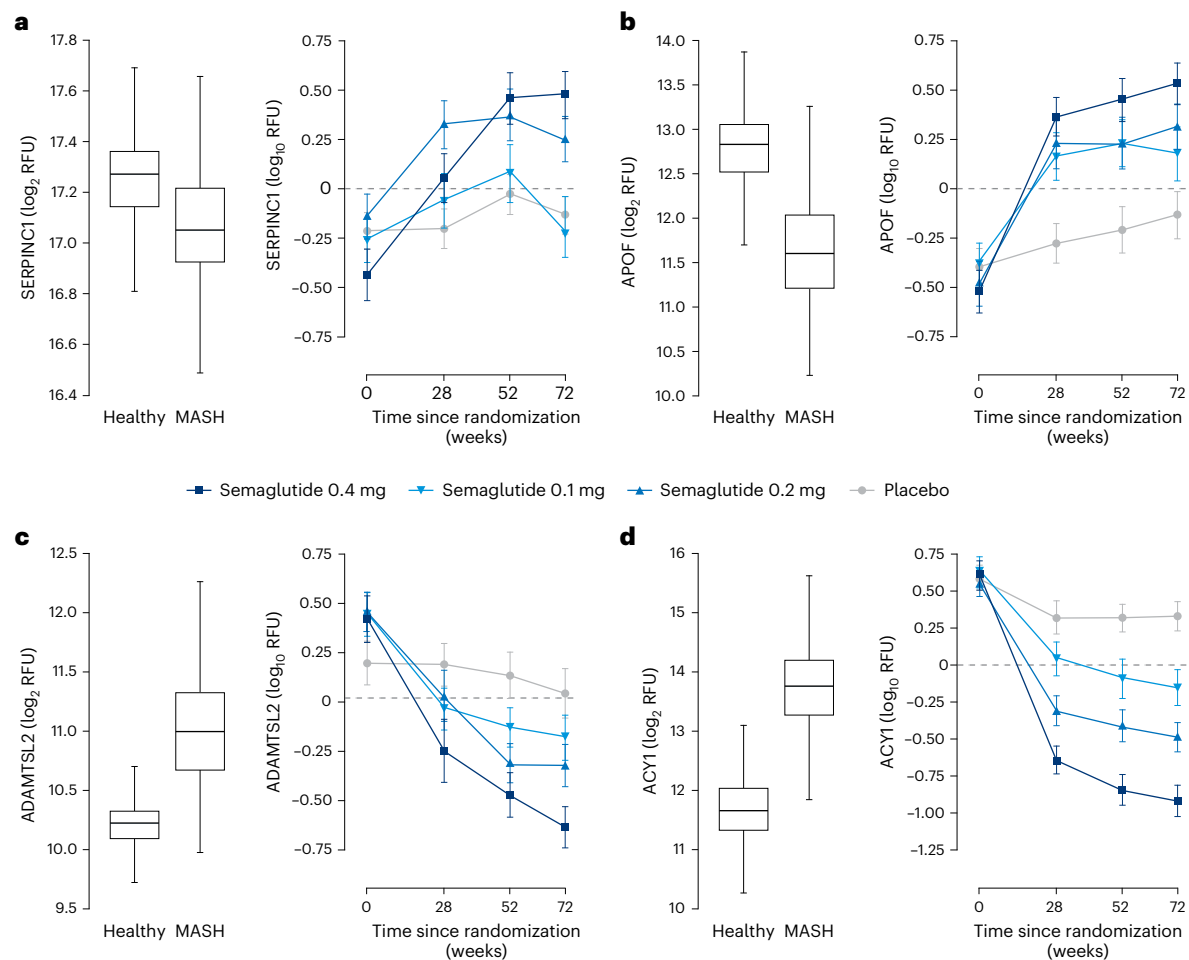 a
17.8
17.6
17.4
17.2
17.0
16.8
16.6
16.4
SERPINC1 (log2 RFU)
Healthy MASH
0.75
0.50
0.25
0
–0.25
–0.50
–0.75
SERPINC1 (log10 RFU)
0 28 52 72
Time since randomization
(weeks)
b
14.0
13.5
13.0
12.5
12.0
11.5
11.0
10.5
10.0
APOF (log2 RFU)
Healthy MASH
0.75
0.50
0.25
0
–0.25
–0.50
–0.75
APOF (log10 RFU)
0 28 52 72
Time since randomization
(weeks)
Semaglutide 0.4 mg Semaglutide 0.1 mg Semaglutide 0.2 mg Placebo
c
12.5
12.0
11.5
11.0
10.5
10.0
9.5
ADAMTSL2 (log2 RFU)
Healthy MASH
0.75
0.50
0.25
0
–0.25
–0.50
–0.75
ADAMTSL2 (log10 RFU)
0 28 52 72
Time since randomization
(weeks)
d
16
15
14
13
12
11
10
ACY1 (log2 RFU)
Healthy MASH
0.75
0.50
0.25
0
–0.25
–0.50
–0.75
–1.00
–1.25
ACY1 (log10 RFU)
0 28 52 72
Time since randomization
(weeks)